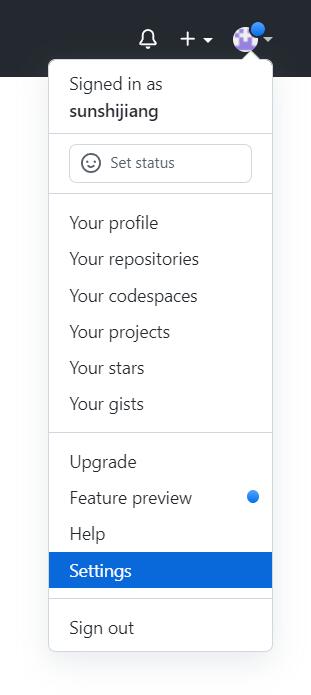 Signed in as
sunshijiang
Set status
Your profile
Your repositories
Your codespaces
Your projects
Your stars
Your gists
Upgrade
Feature preview
Help
Settings
Sign out